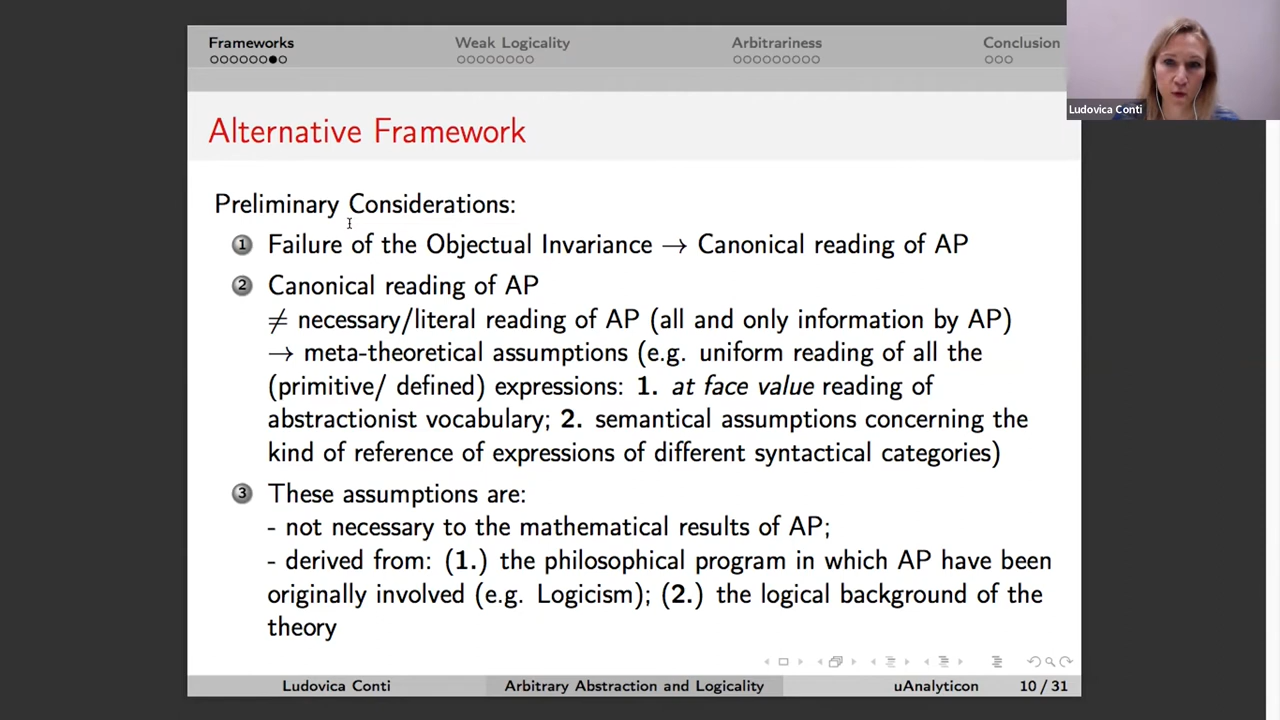 Frameworks Weak Logicality Arbitrariness Conclusion
Ludovica Conti
Alternative Framework
Preliminary Considerations:
1 Failure of the Objectual Invariance → Canonical reading of AP
2 Canonical reading of AP
≠ necessary/literal reading of AP (all and only information by AP)
→ meta-theoretical assumptions (e.g. uniform reading of all the
(primitive/ defined) expressions: 1. at face value reading of
abstractionist vocabulary; 2. semantical assumptions concerning the
kind of reference of expressions of different syntactical categories)
3 These assumptions are:
- not necessary to the mathematical results of AP;
- derived from: (1.) the philosophical program in which AP have been
originally involved (e.g. Logicism); (2.) the logical background of the
theory
Ludovica Conti Arbitrary Abstraction and Logicality uAnalyticon 10 / 31